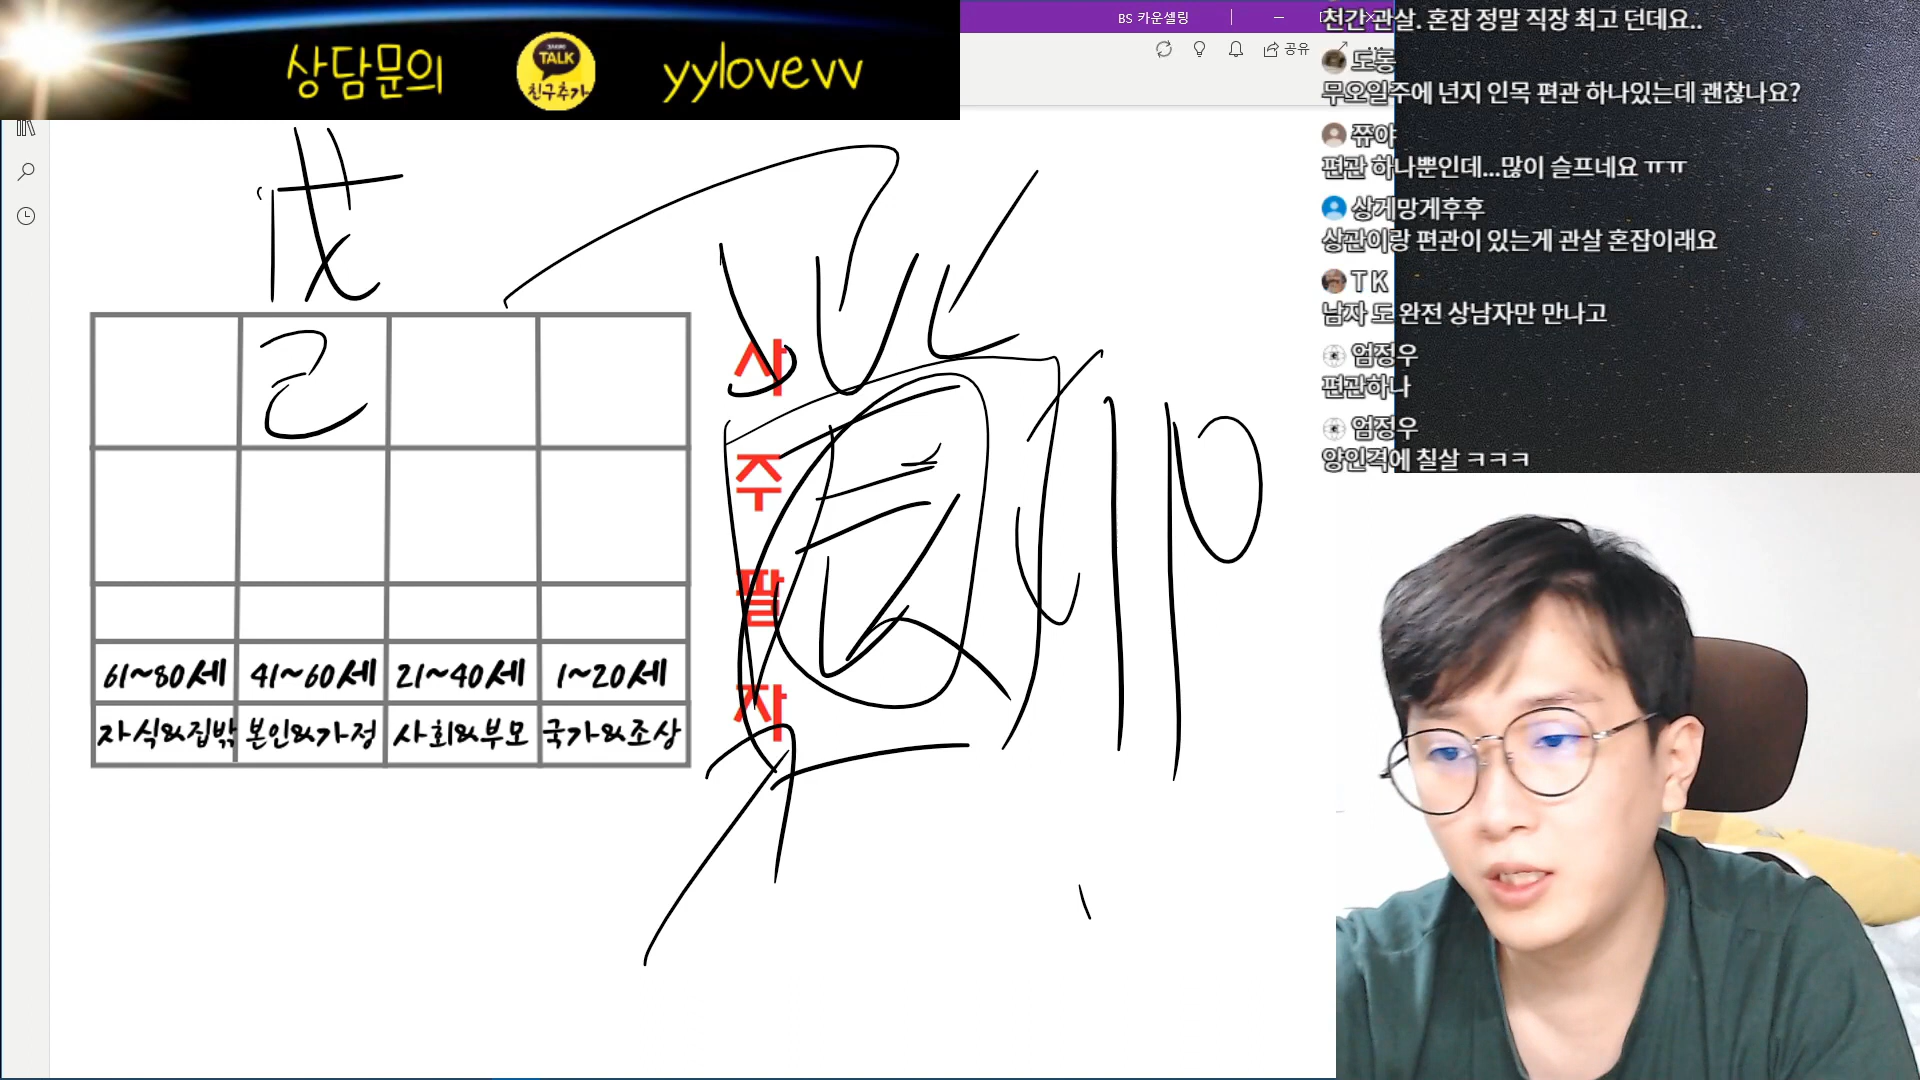 상담문의
TALK
친구추가
yylovevv
BS 카운셀링
공유
戊
己
61~80세
41~60세
21~40세
1~20세
자식&집밖
본인&가정
사회&부모
국가&조상
사
주
팔
자
천간 관살. 혼잡 정말 직장 최고 던데요..
도롱
무오일주에 년지 인목 편관 하나있는데 괜찮나요?
쮸야
편관 하나뿐인데...많이 슬프네요 ㅠㅠ
상게망게후후
상관이랑 편관이 있는게 관살 혼잡이래요
T K
남자 도 완전 상남자만 만나고
엄정우
편관하나
엄정우
양인격에 칠살 ㅋㅋㅋ